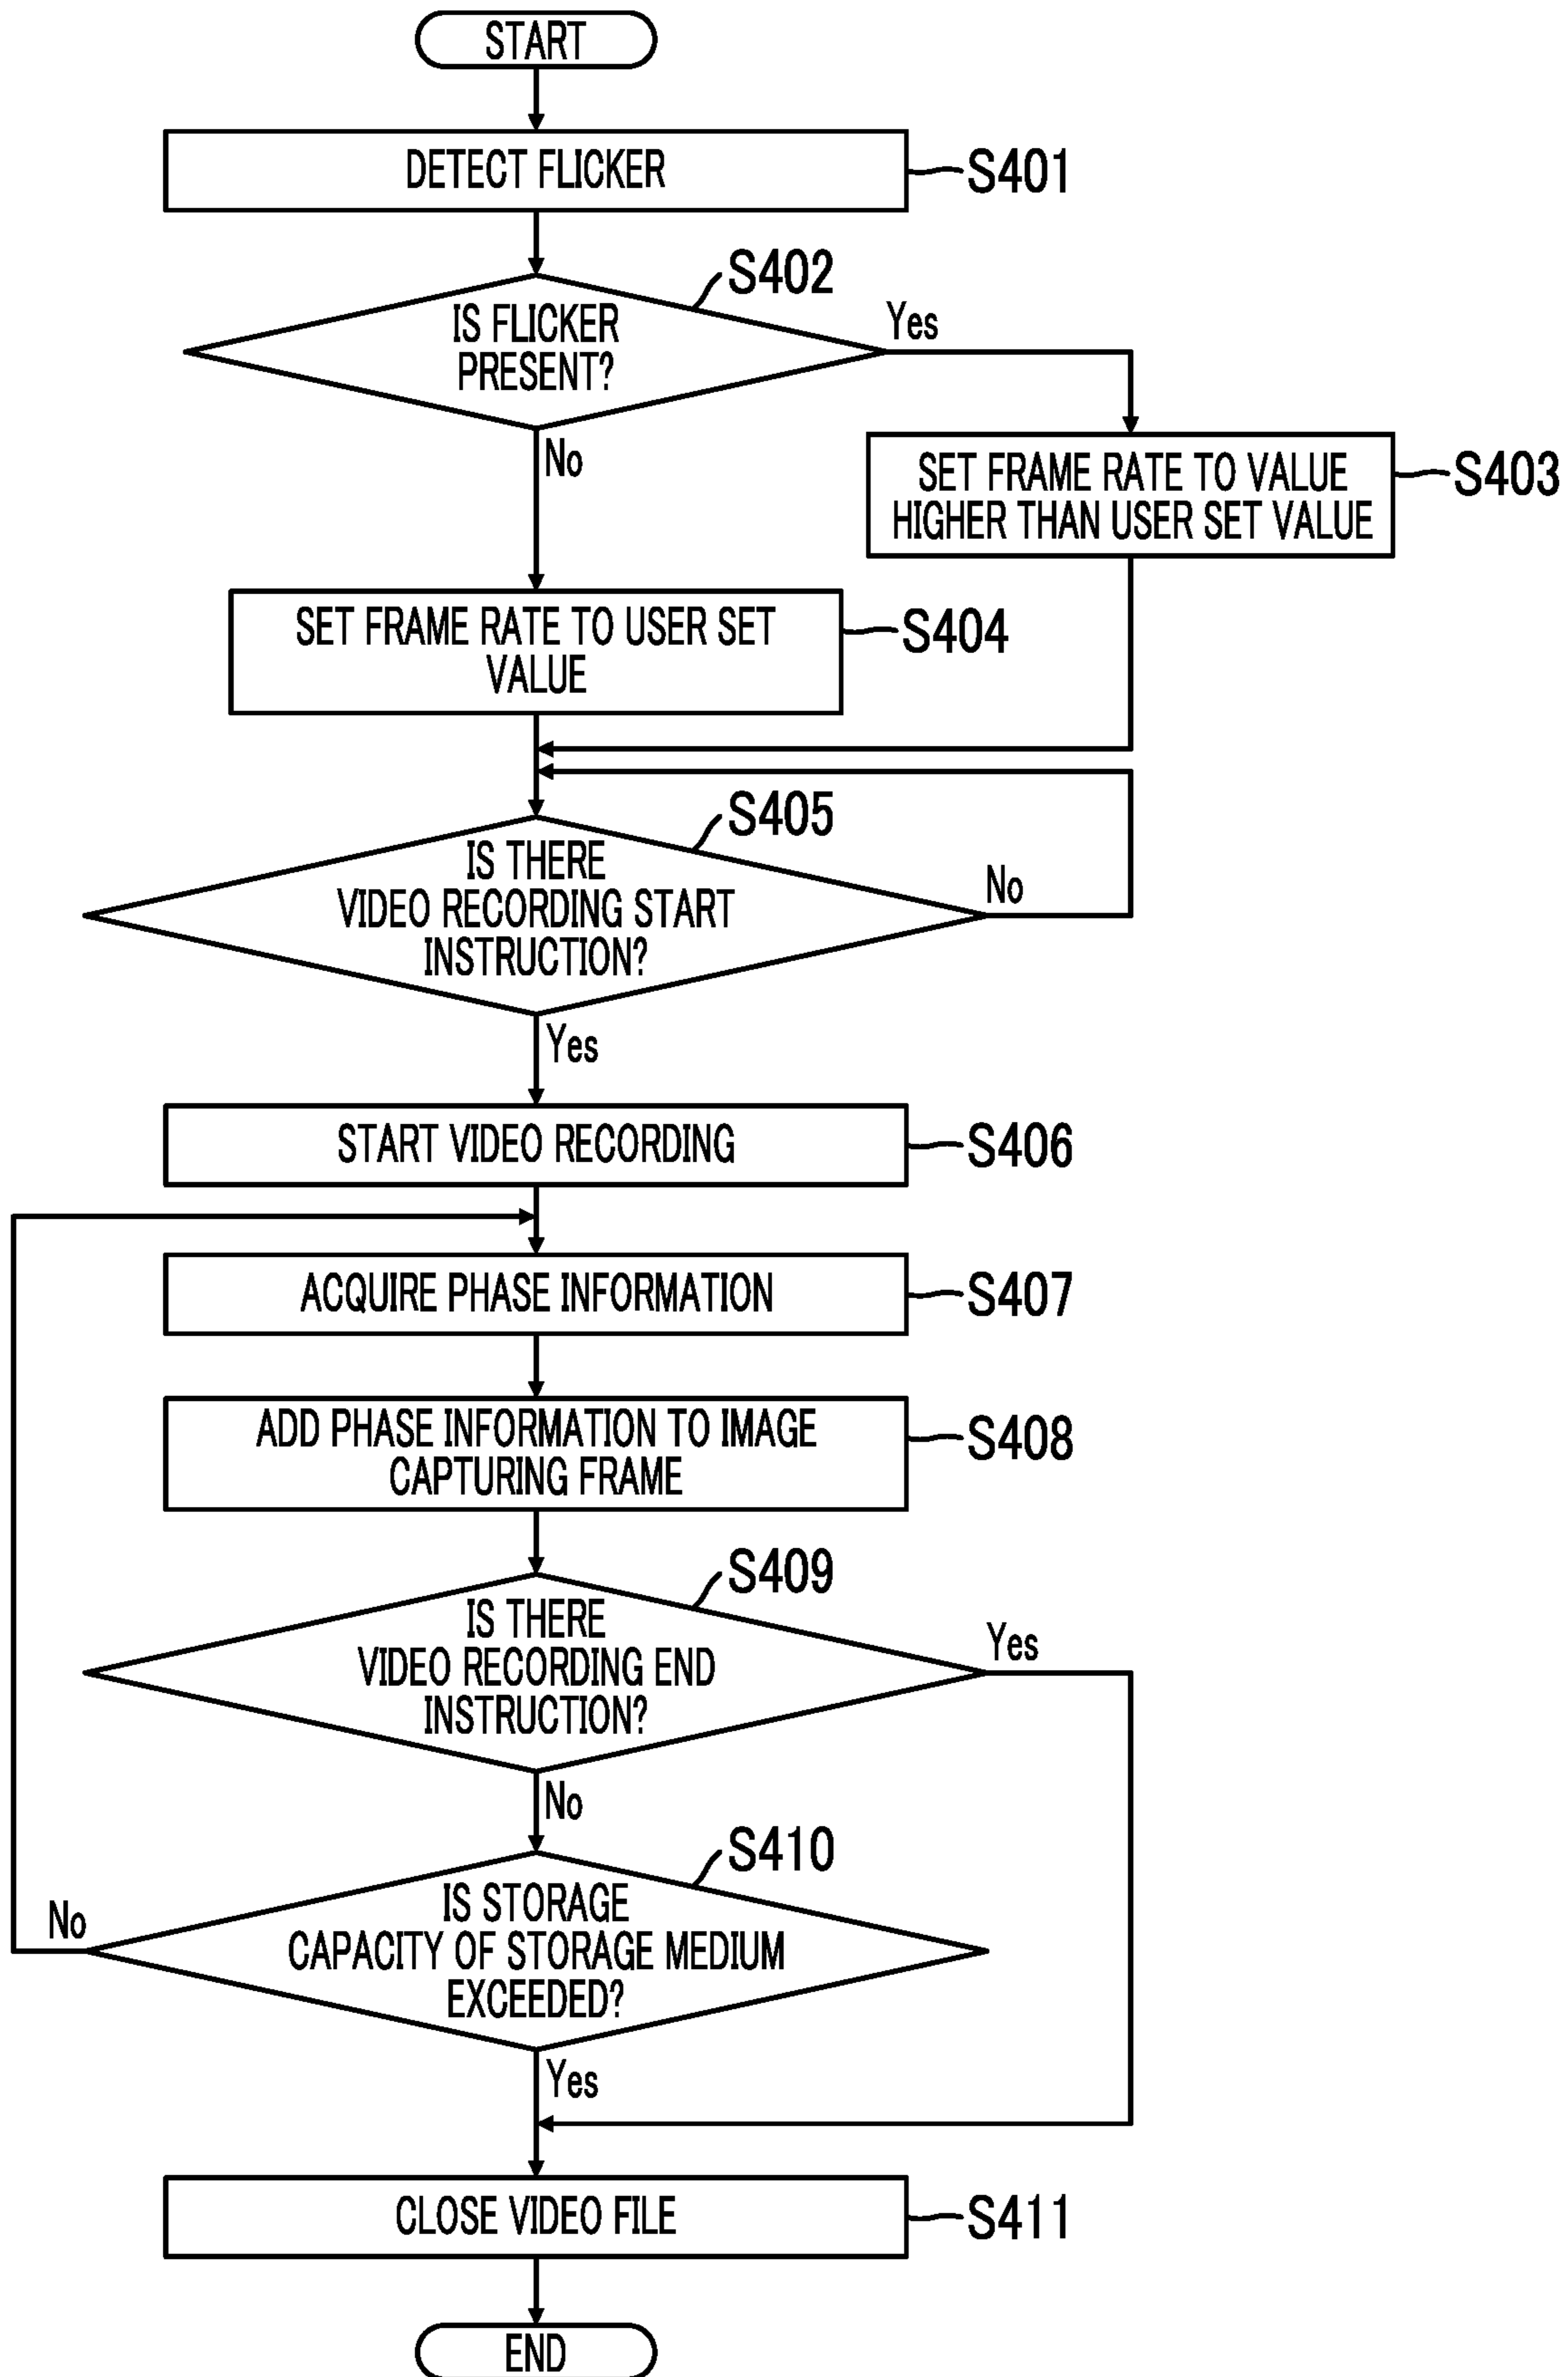 START
DETECT FLICKER
S401
S402
IS FLICKER
PRESENT?
Yes
No
SET FRAME RATE TO VALUE
HIGHER THAN USER SET VALUE
S403
SET FRAME RATE TO USER SET
VALUE
S404
S405
IS THERE
VIDEO RECORDING START
INSTRUCTION?
No
Yes
START VIDEO RECORDING
S406
ACQUIRE PHASE INFORMATION
S407
ADD PHASE INFORMATION TO IMAGE
CAPTURING FRAME
S408
S409
IS THERE
VIDEO RECORDING END
INSTRUCTION?
Yes
No
S410
IS STORAGE
CAPACITY OF STORAGE MEDIUM
EXCEEDED?
No
Yes
CLOSE VIDEO FILE
S411
END